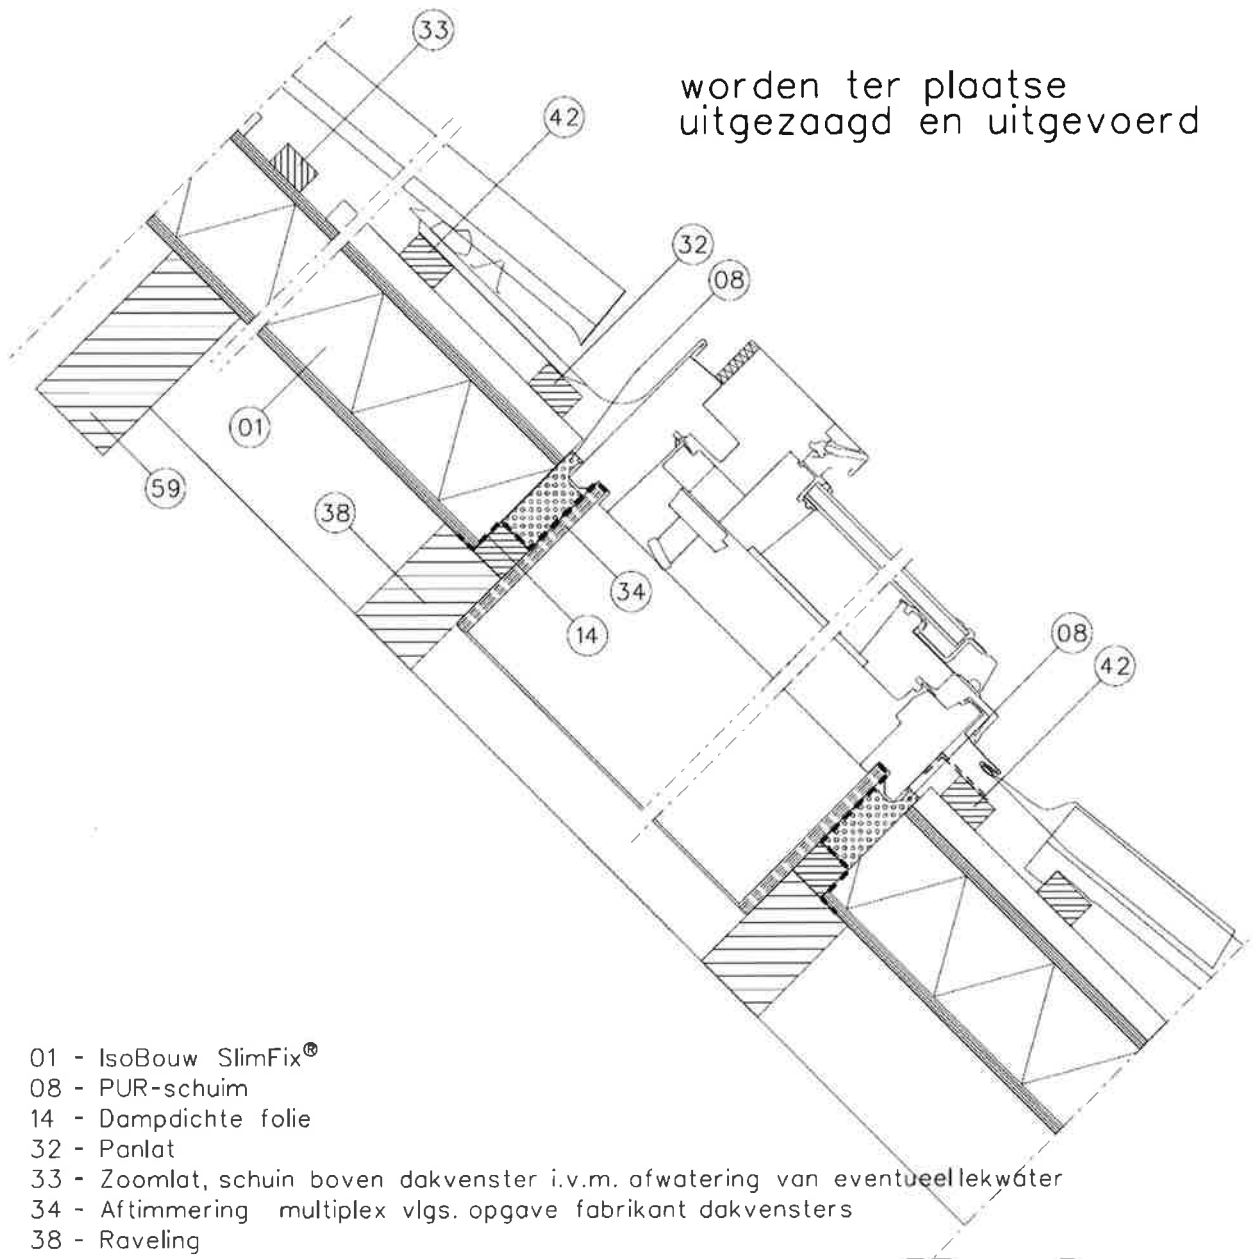 33
42
worden ter plaatse
uitgezaagd en uitgevoerd
32
08
01
59
38
34
14
08
42
01 - IsoBouw SlimFix®
08 - PUR-schuim
14 - Dampdichte folie
32 - Panlat
33 - Zoomlat, schuin boven dakvenster i.v.m. afwatering van eventueel lekwater
34 - Aftimmering multiplex vlgs. opgave fabrikant dakvensters
38 - Raveling